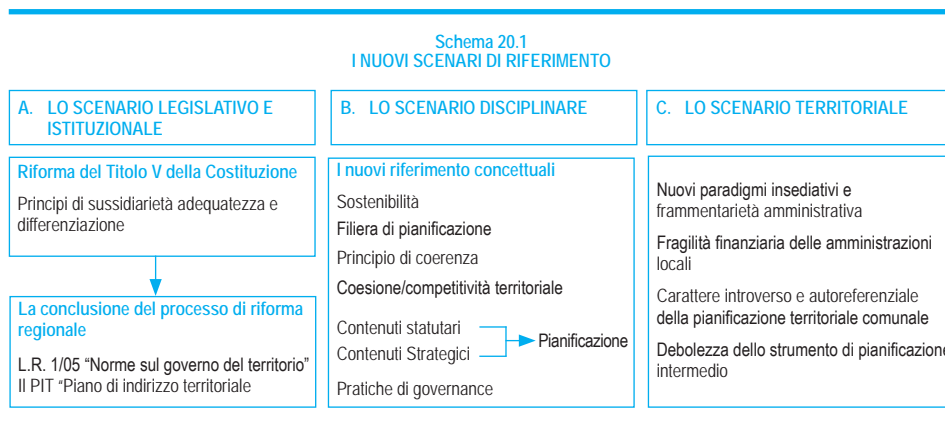 Schema 20.1
I NUOVI SCENARI DI RIFERIMENTO
A. LO SCENARIO LEGISLATIVO E
ISTITUZIONALE
Riforma del Titolo V della Costituzione
Principi di sussidiarietà adeguatezza e
differenziazione
La conclusione del processo di riforma
regionale
L.R. 1/05 “Norme sul governo del territorio”
Il PIT “Piano di indirizzo territoriale
B. LO SCENARIO DISCIPLINARE
I nuovi riferimento concettuali
Sostenibilità
Filiera di pianificazione
Principio di coerenza
Coesione/competitività territoriale
Contenuti statutari
Contenuti Strategici
Pianificazione
Pratiche di governance
C. LO SCENARIO TERRITORIALE
Nuovi paradigmi insediativi e
frammentarietà amministrativa
Fragilità finanziaria delle amministrazioni
locali
Carattere introverso e autoreferenziale
della pianificazione territoriale comunale
Debolezza dello strumento di pianificazione
intermedio